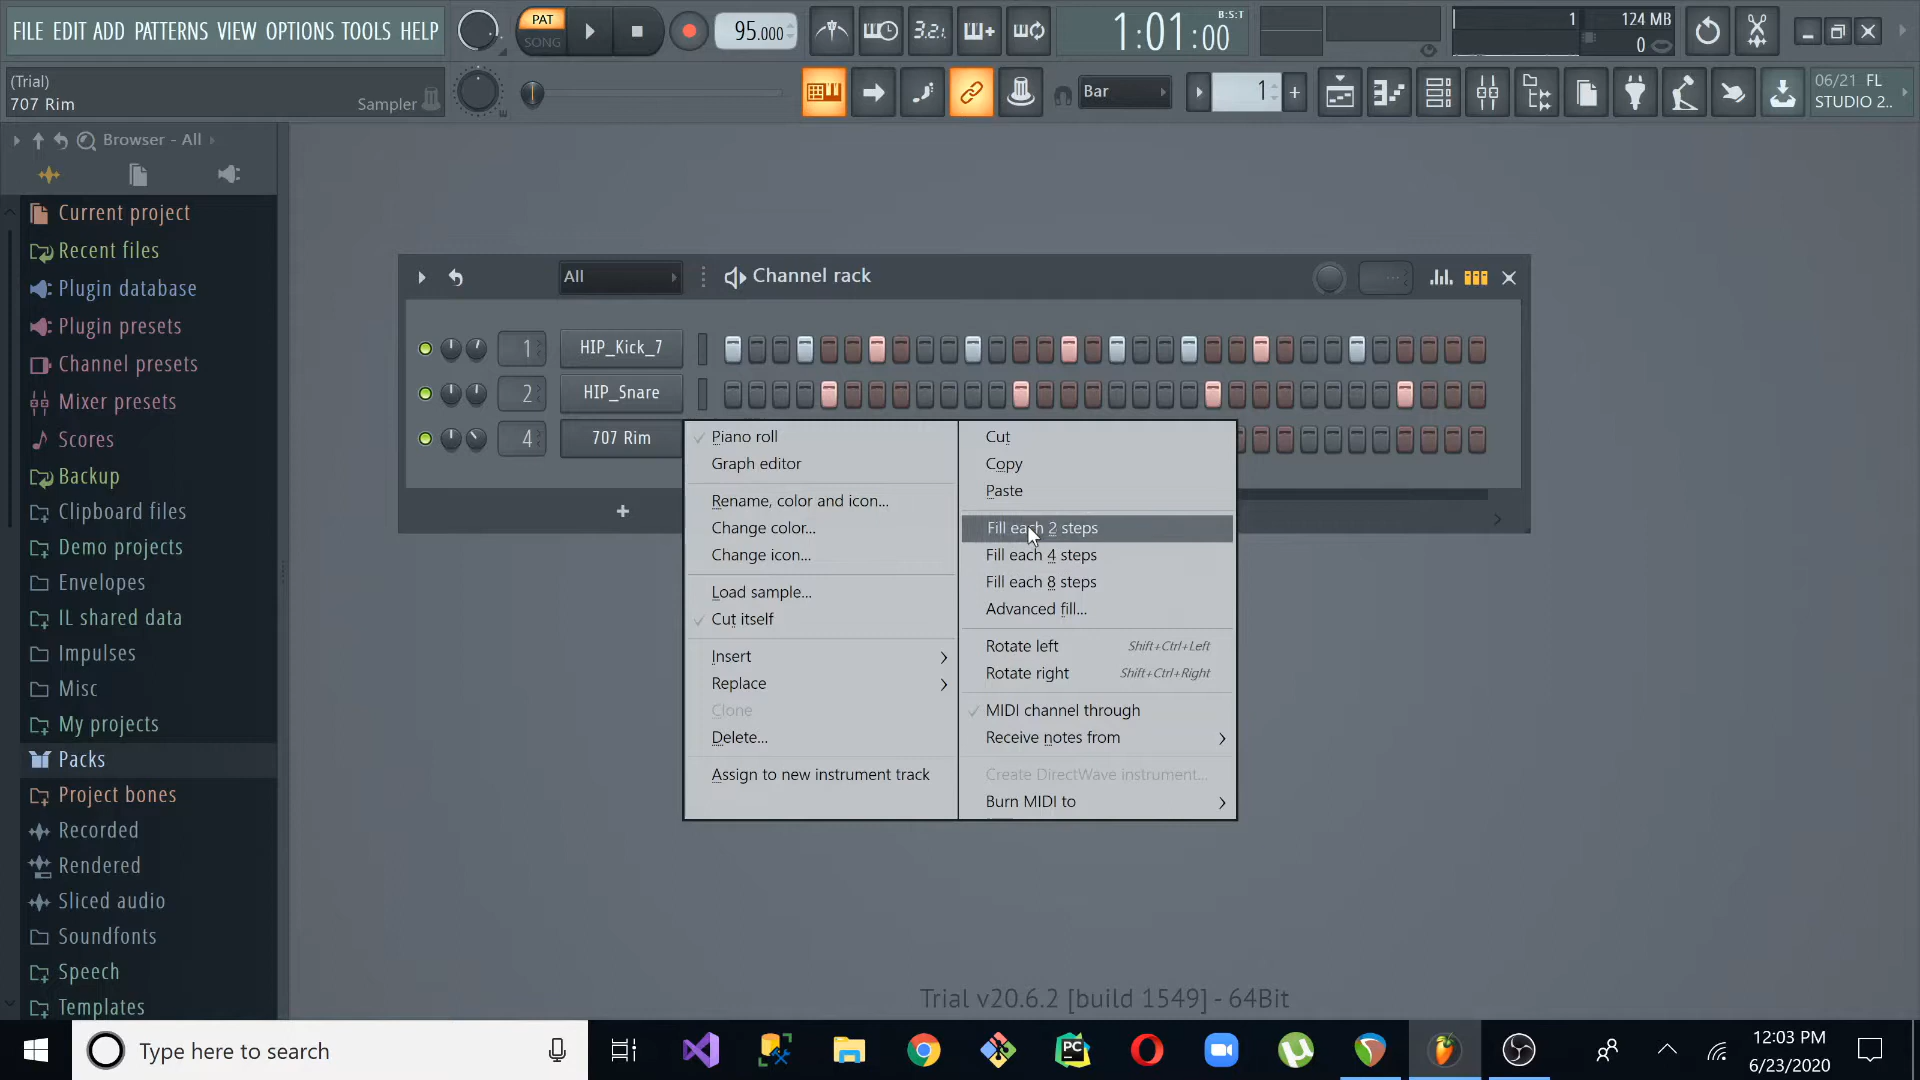 FILE EDIT ADD PATTERNS VIEW OPTIONS TOOLS HELP
PAT
SONG
95.000
3.2.
1:01:00
B:S:T
1
124 MB
0
(Trial)
707 Rim
Sampler
Bar
1
06/21 FL
STUDIO 2..
Browser - All
Current project
Recent files
Plugin database
Plugin presets
Channel presets
Mixer presets
Scores
Backup
Clipboard files
Demo projects
Envelopes
IL shared data
Impulses
Misc
My projects
Packs
Project bones
Recorded
Rendered
Sliced audio
Soundfonts
Speech
Templates
All
Channel rack
1
HIP_Kick_7
2
HIP_Snare
4
707 Rim
+
Piano roll
Graph editor
Rename, color and icon...
Change color...
Change icon...
Load sample...
Cut itself
Insert
Replace
Clone
Delete...
Assign to new instrument track
Cut
Copy
Paste
Fill each 2 steps
Fill each 4 steps
Fill each 8 steps
Advanced fill...
Rotate left Shift+Ctrl+Left
Rotate right Shift+Ctrl+Right
MIDI channel through
Receive notes from
Create DirectWave instrument...
Burn MIDI to
Trial v20.6.2 [build 1549] - 64Bit
Type here to search
PC
12:03 PM
6/23/2020